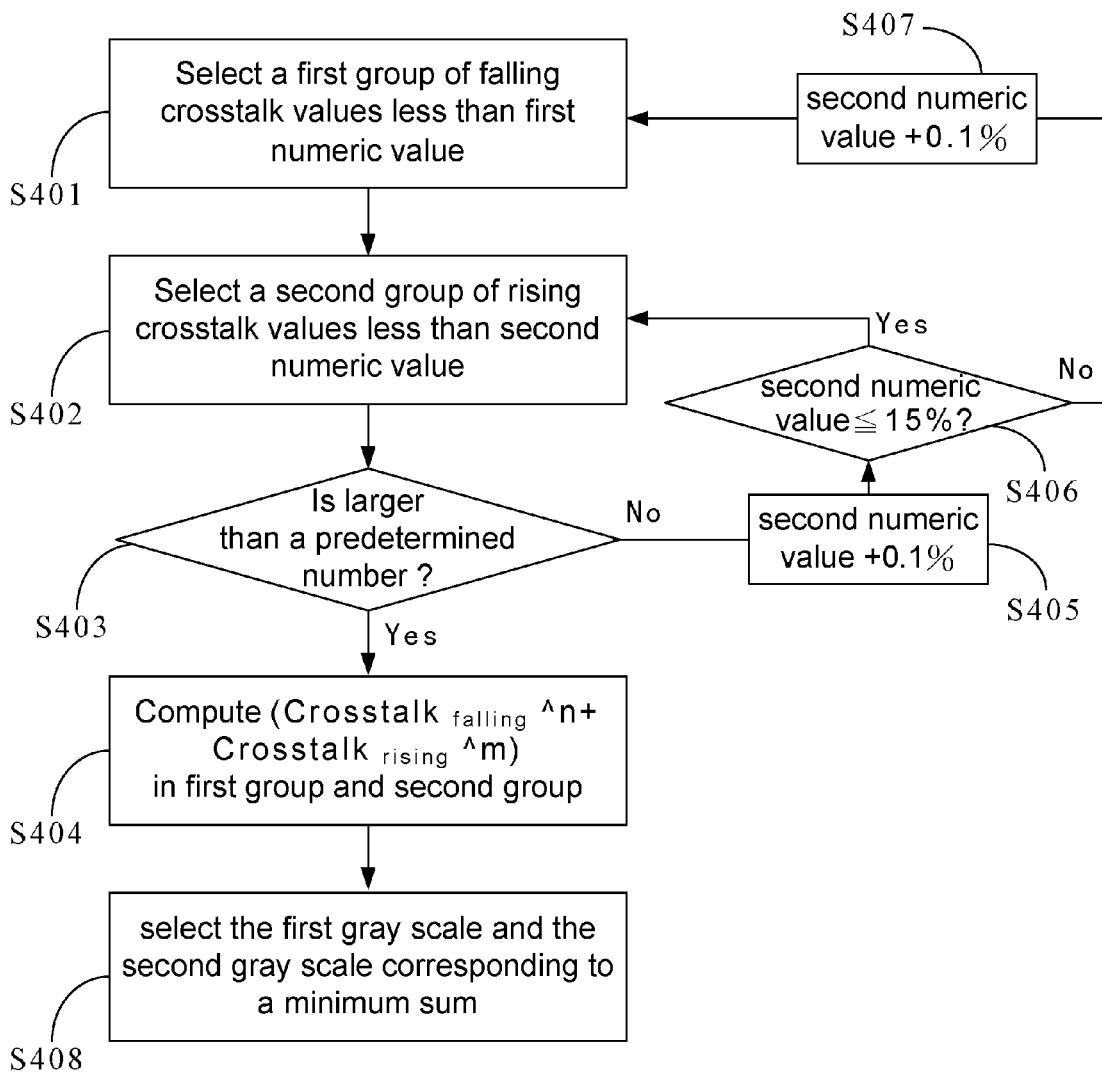 S407
Select a first group of falling
crosstalk values less than first
numeric value
second numeric
value +0.1%
S401
Select a second group of rising
crosstalk values less than second
numeric value
Yes
No
second numeric
value≦15%?
S402
S406
Is larger
than a predetermined
number ?
No
second numeric
value +0.1%
S403
Yes
S405
Compute (Crosstalk falling ^n+
Crosstalk rising ^m)
in first group and second group
S404
select the first gray scale and the
second gray scale corresponding to
a minimum sum
S408